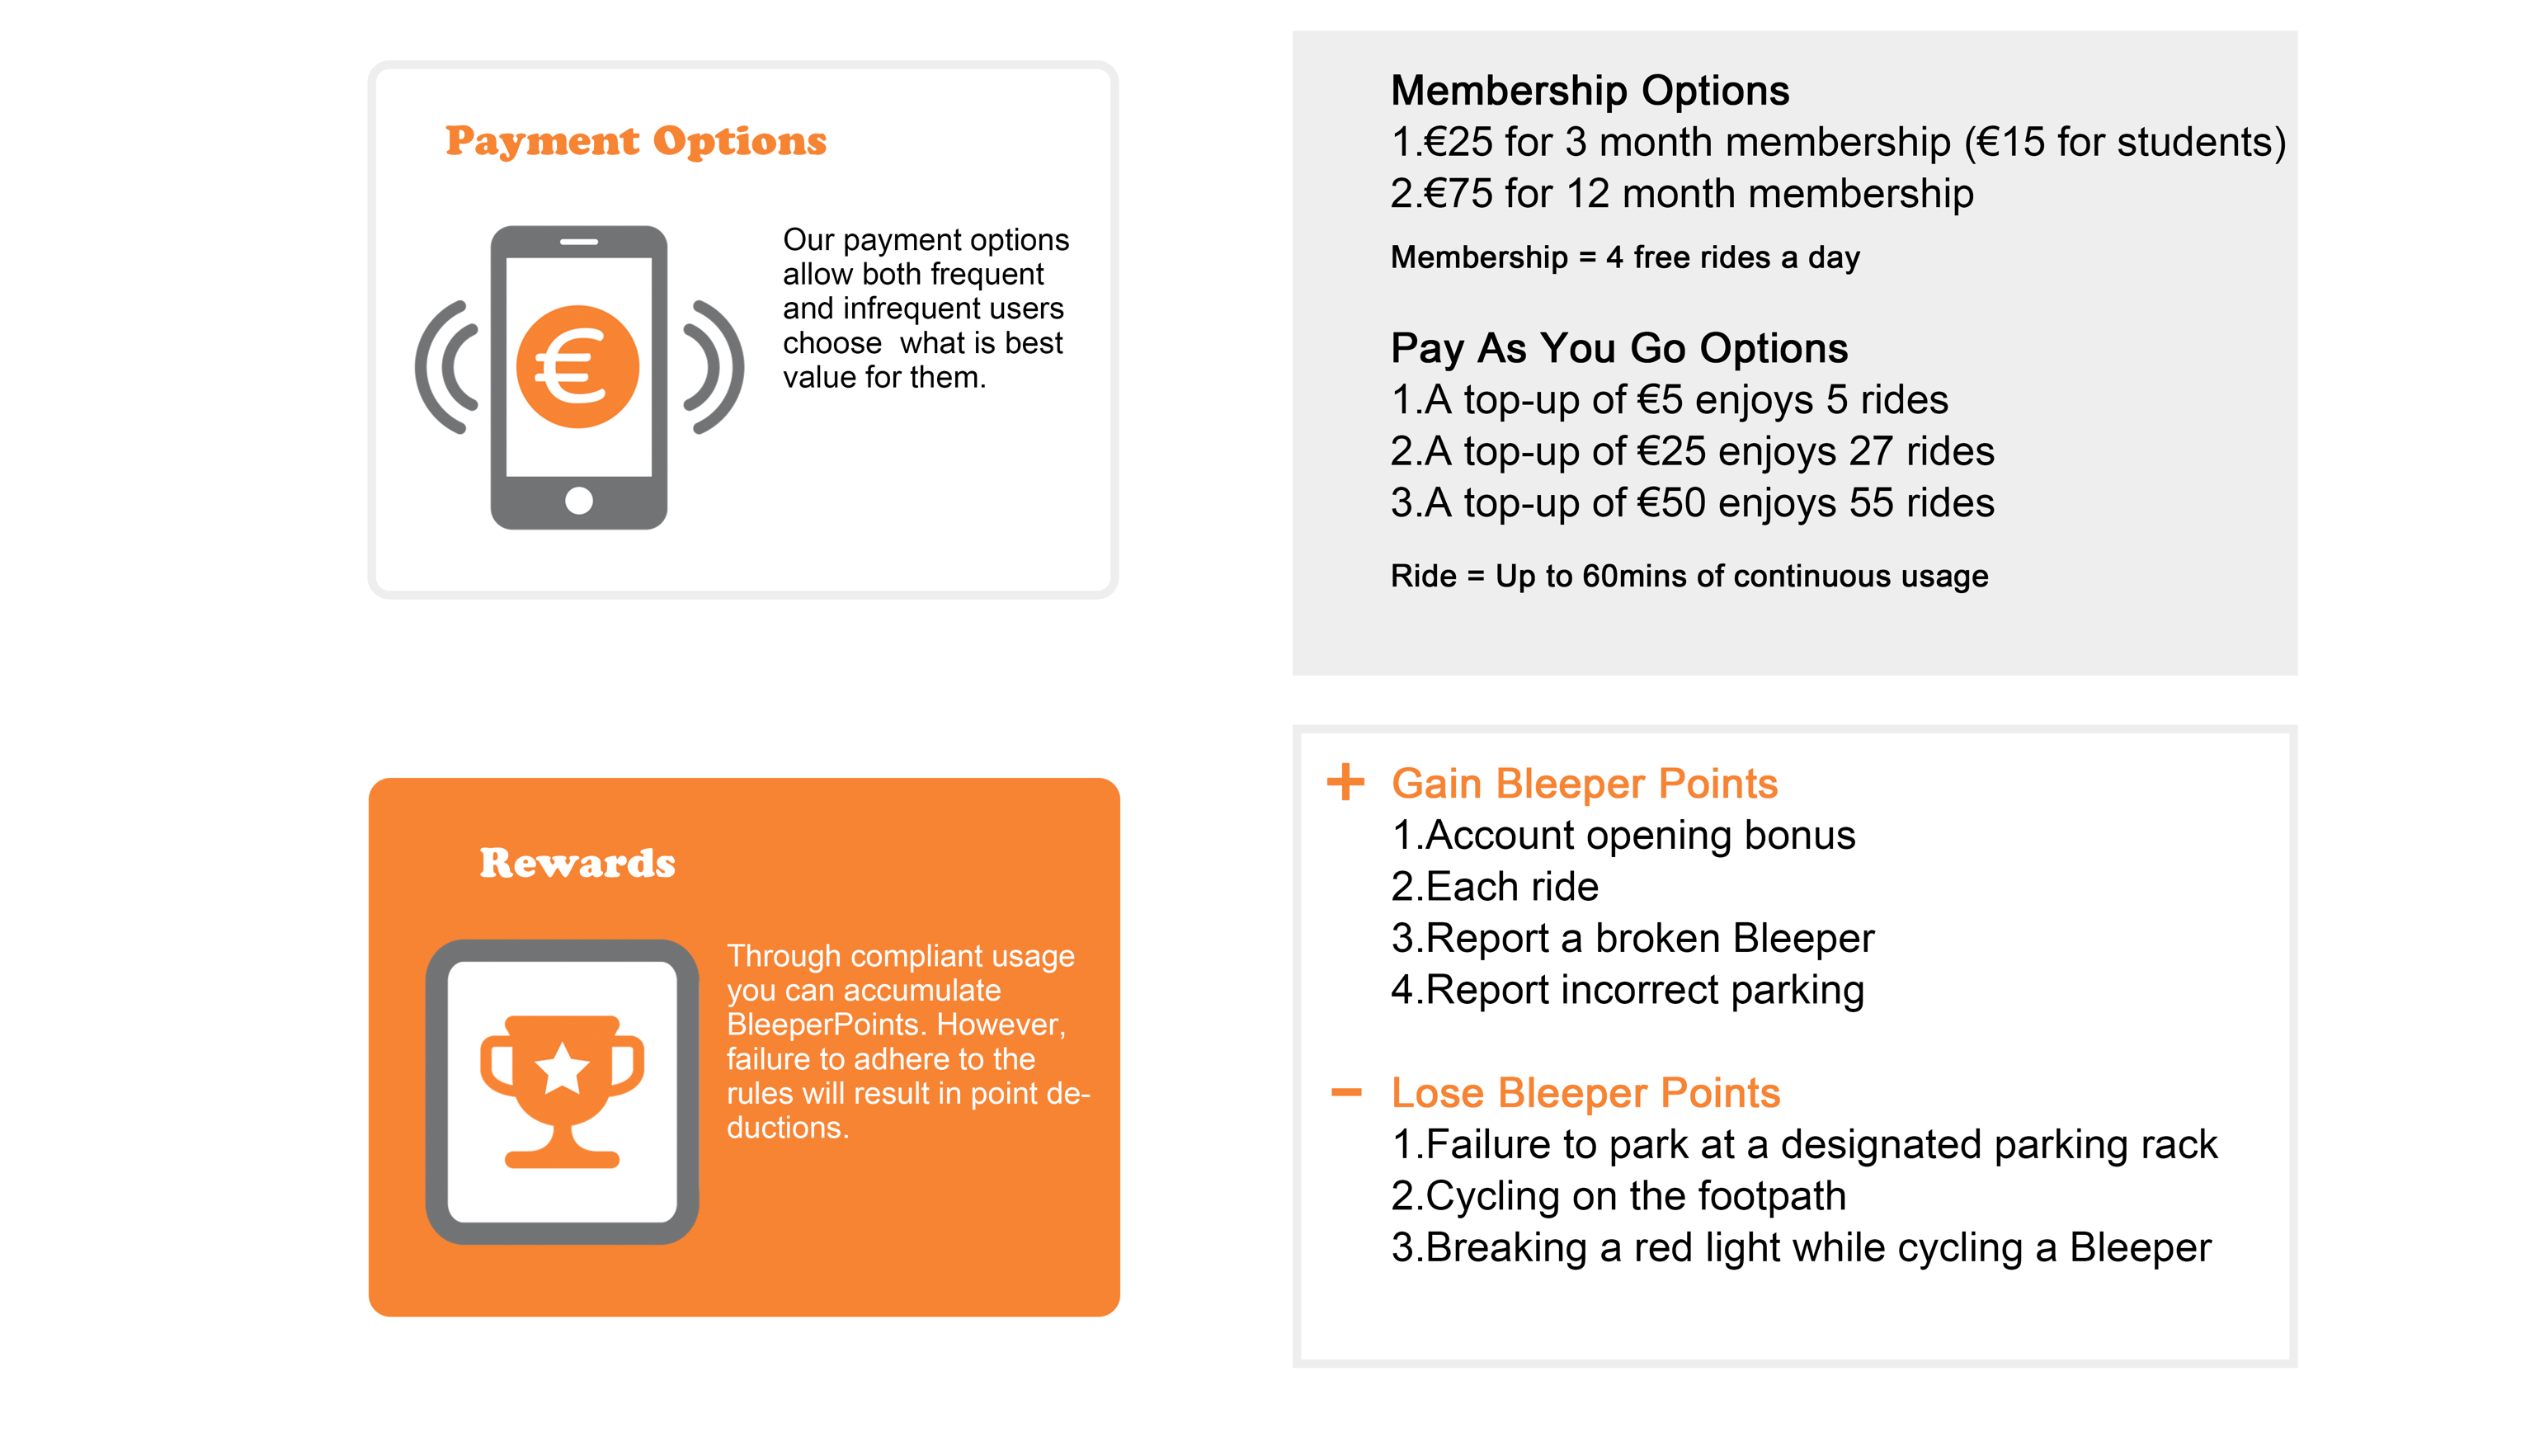 Payment Options
Our payment options
allow both frequent
and infrequent users
choose  what is best
value for them.
€
Membership Options
1.€25 for 3 month membership (€15 for students)
2.€75 for 12 month membership
Membership = 4 free rides a day
Pay As You Go Options
1.A top-up of €5 enjoys 5 rides
2.A top-up of €25 enjoys 27 rides
3.A top-up of €50 enjoys 55 rides
Ride = Up to 60mins of continuous usage
Rewards
Through compliant usage
you can accumulate
BleeperPoints. However,
failure to adhere to the
rules will result in point de-
ductions.
+ Gain Bleeper Points
1.Account opening bonus
2.Each ride
3.Report a broken Bleeper
4.Report incorrect parking
− Lose Bleeper Points
1.Failure to park at a designated parking rack
2.Cycling on the footpath
3.Breaking a red light while cycling a Bleeper